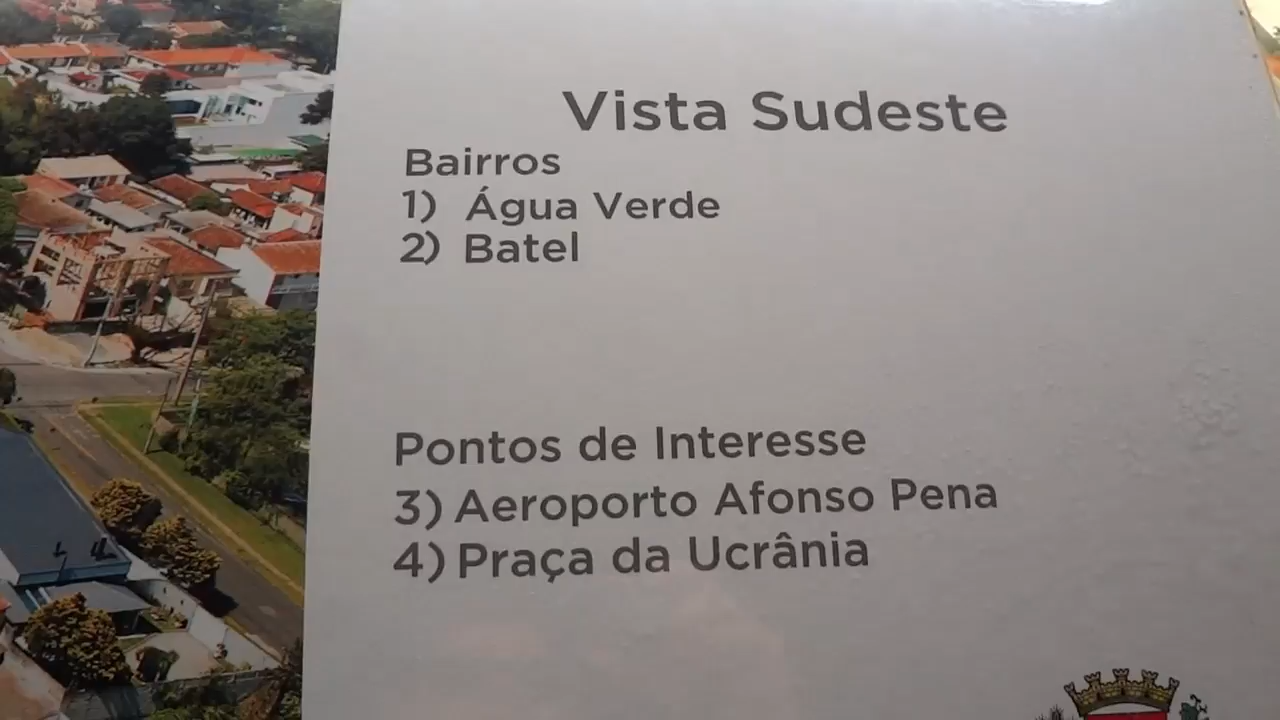 Vista Sudeste
Bairros
1) Água Verde
2) Batel
Pontos de Interesse
3) Aeroporto Afonso Pena
4) Praça da Ucrânia